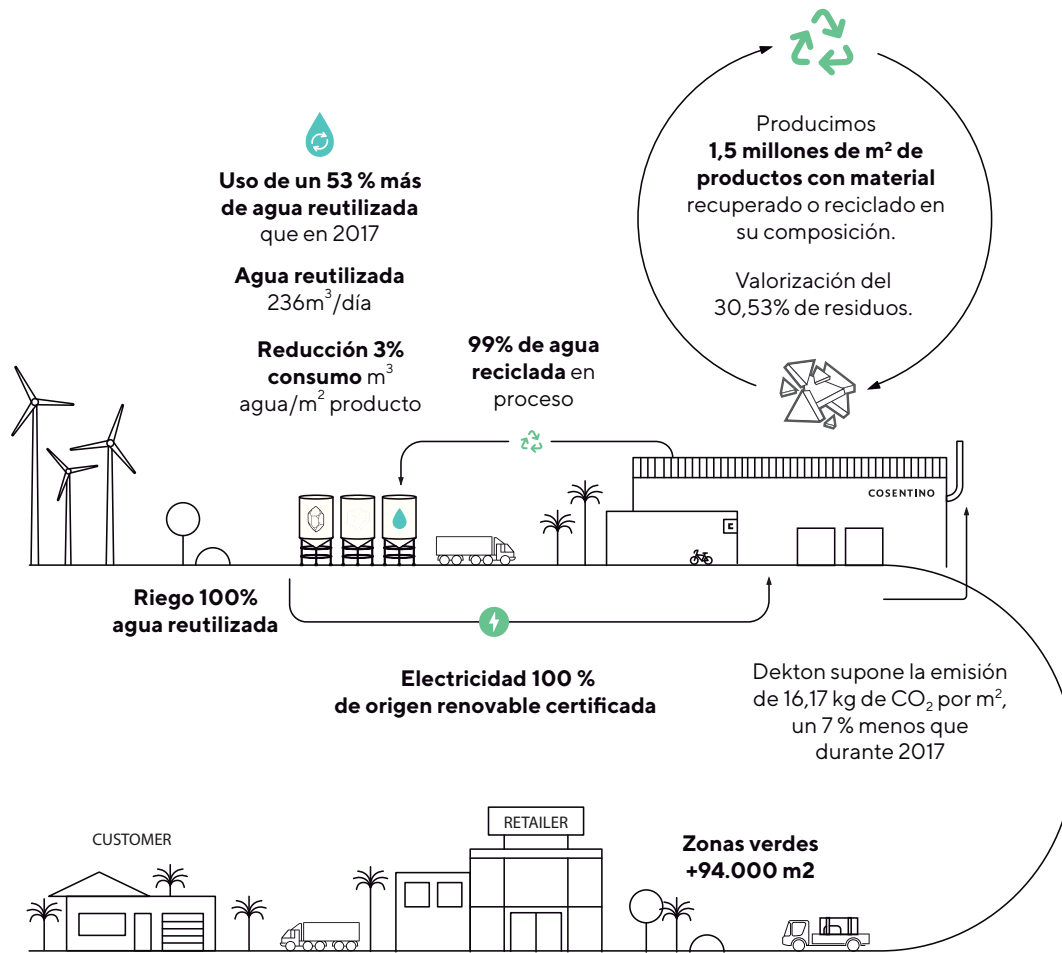 Producimos
1,5 millones de m² de
productos con material
recuperado o reciclado en
su composición.
Valorización del
30,53% de residuos.
Uso de un 53 % más
de agua reutilizada
que en 2017
Agua reutilizada
236m³/día
Reducción 3%
consumo m³
agua/m² producto
99% de agua
reciclada en
proceso
COSENTINO
Riego 100%
agua reutilizada
Electricidad 100 %
de origen renovable certificada
Dekton supone la emisión
de 16,17 kg de CO₂ por m²,
un 7 % menos que
durante 2017
CUSTOMER
RETAILER
Zonas verdes
+94.000 m2